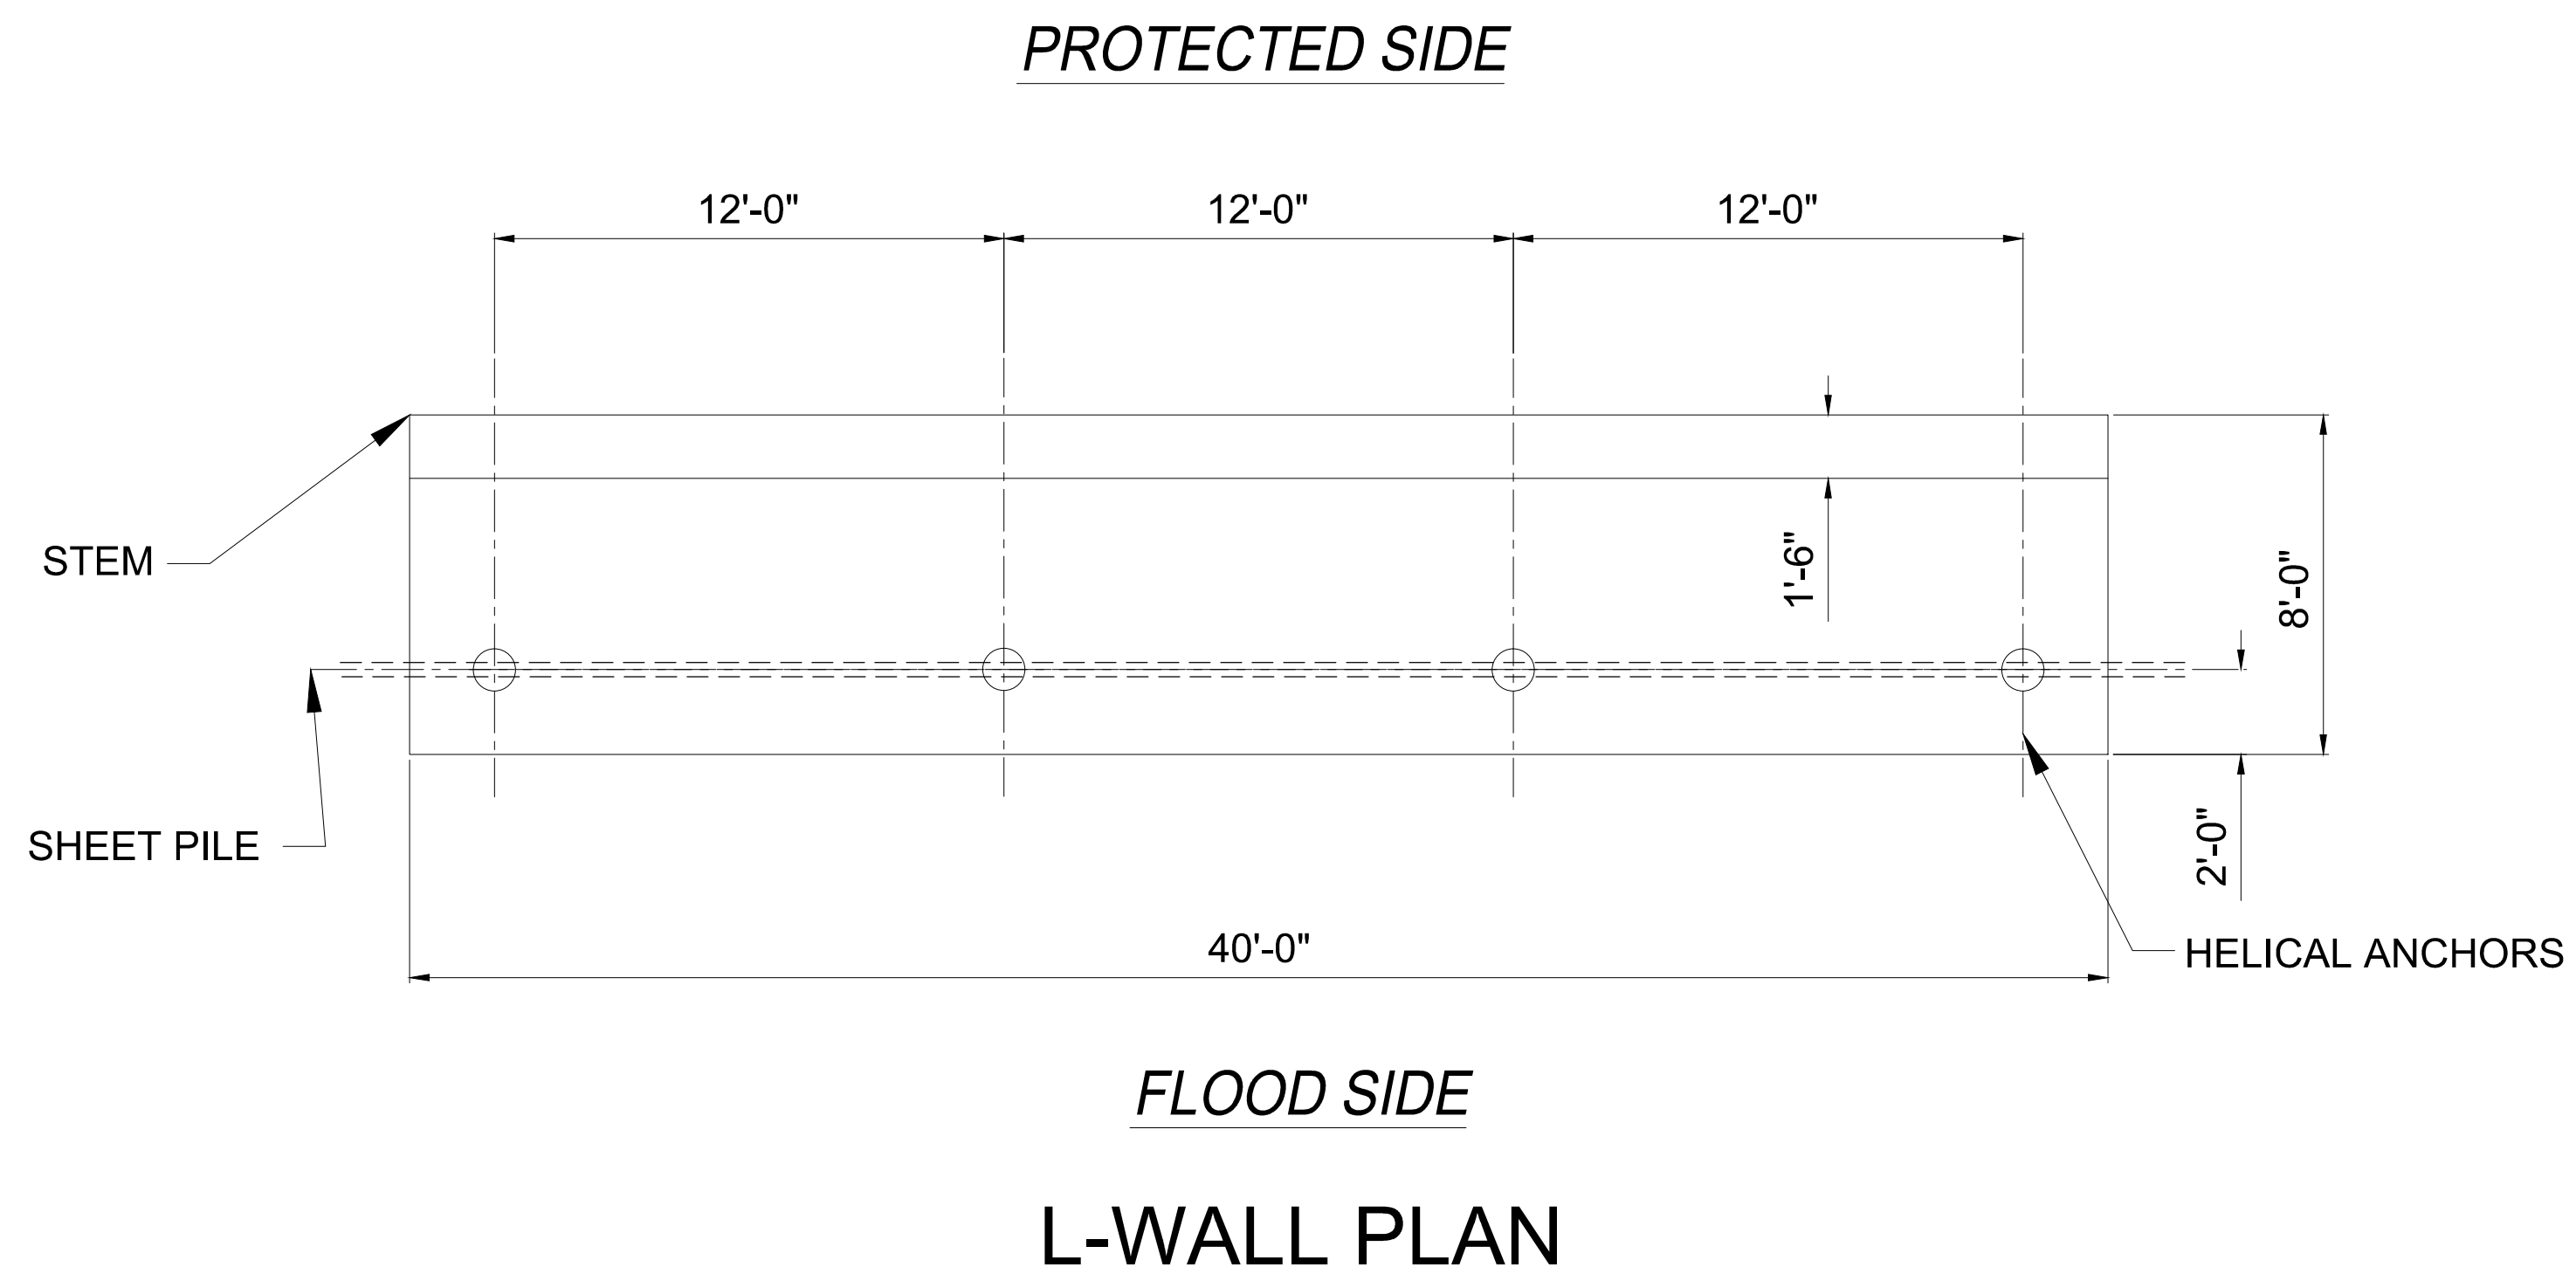 PROTECTED SIDE
12'-0" 12'-0" 12'-0"
STEM
1'-6"
8'-0"
SHEET PILE
2'-0"
40'-0"
HELICAL ANCHORS
FLOOD SIDE
L-WALL PLAN